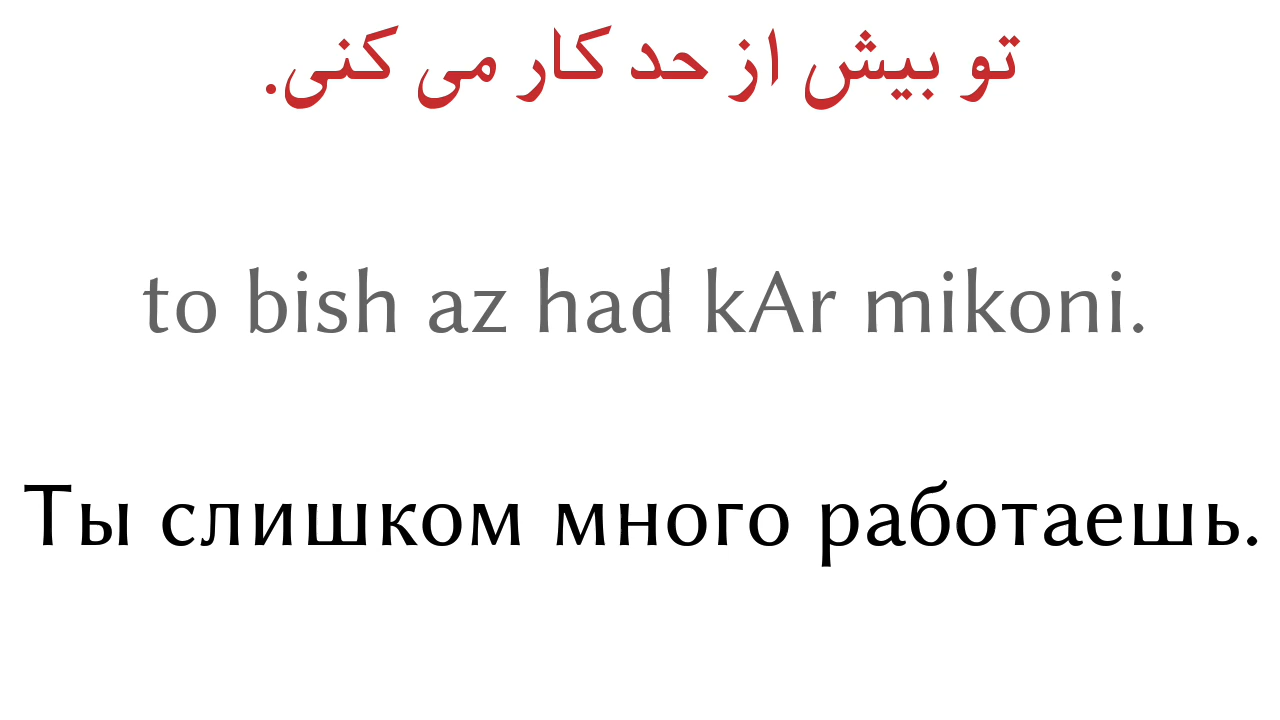 تو بیش از حد کار می کنی.
to bish az had kAr mikoni.
Ты слишком много работаешь.